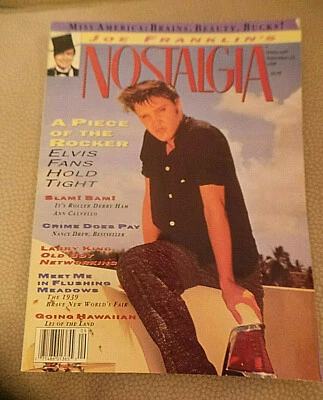 MISS AMERICA: BRAINS, BEAUTY, BUCKS!
JOE FRANKLIN'S
NOSTALGIA
A PIECE
OF THE
ROCKER
ELVIS
FANS
HOLD
TIGHT
SLAM! BAM!
IT'S ROLLER DERBY HAM
ANN CALVELLO
CRIME DOES PAY
NANCY DREW, BESTSELLER
LARRY KING:
OLD
NETWORKING
MEET ME
IN FLUSHING
MEADOWS
THE 1939
BRAVE NEW WORLD'S FAIR
GOING HAWAIIAN
LEI OF THE LAND